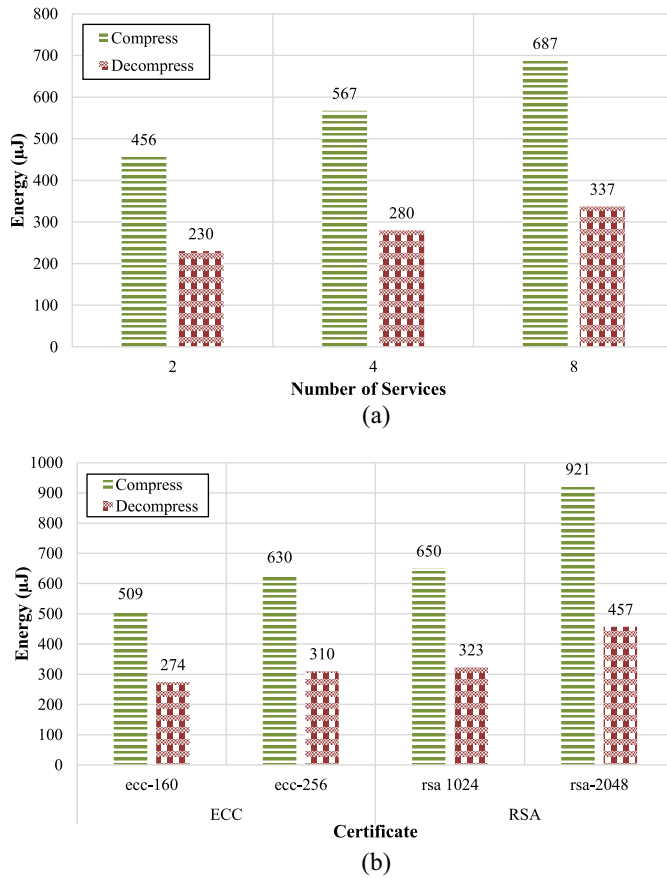 800
700
600
500
400
300
200
100
0
Energy (µJ)
Compress
Decompress
456
230
567
280
687
337
2
4
8
Number of Services
(a)
1000
900
800
700
600
500
400
300
200
100
0
Energy (µJ)
Compress
Decompress
509
274
630
310
650
323
921
457
ecc-160
ecc-256
rsa 1024
rsa-2048
ECC
RSA
Certificate
(b)